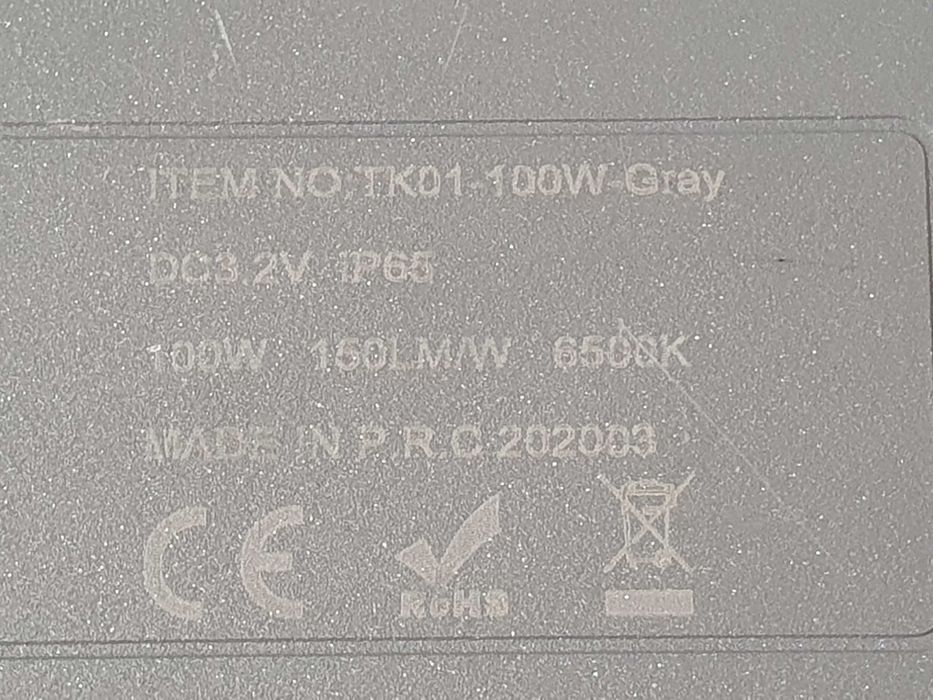 ITEM NO.TK01-100W-Gray
DC3.2V IP65
100W 150LM/W 6500K
MADE IN P.R.C 202003
CE
RoHS